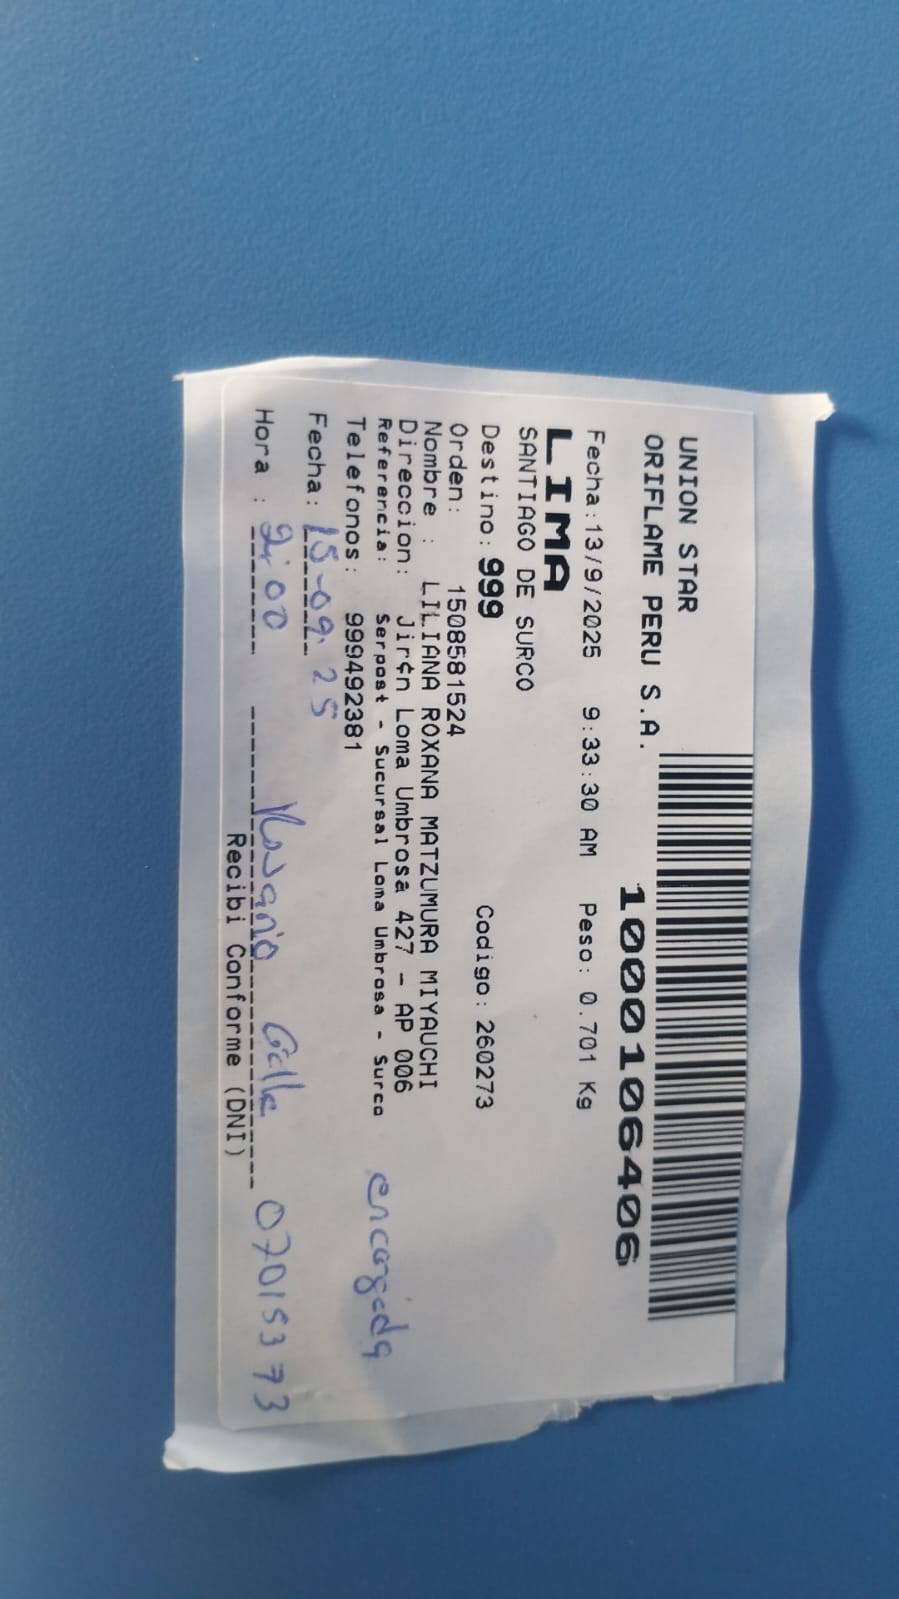 UNION STAR
ORIFLAME PERU S.A.
1000106406
Fecha:13/9/2025 9:33:30 AM Peso: 0.701 Kg
LIMA
SANTIAGO DE SURCO
Destino: 999 Codigo: 260273
Orden: 1508581524
Nombre : LILIANA ROXANA MATZUMURA MIYAUCHI
Direccion: Jir¢n Loma Umbrosa 427 - AP 006
Referencia: Serpost - Sucursal Loma Umbrosa - Surco
Telefonos: 999492381
encargada
Fecha: 15-09-25
Hora : 9:00 Rosario 07015373
Recibi Conforme (DNI)